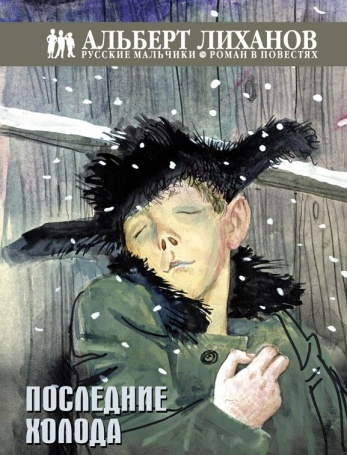 АЛЬБЕРТ ЛИХАНОВ
РУССКИЕ МАЛЬЧИКИ РОМАН В ПОВЕСТЯХ
ПОСЛЕДНИЕ
ХОЛОДА